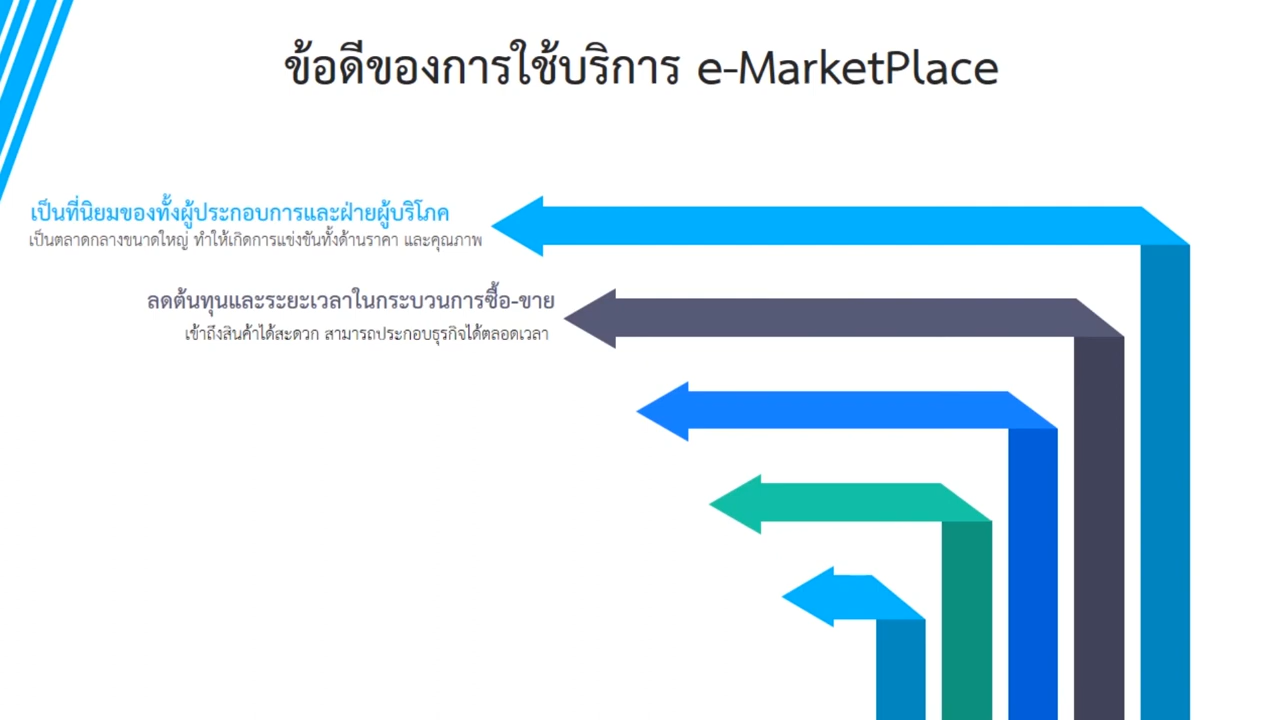 ข้อดีของการใช้บริการ e-MarketPlace
เป็นที่นิยมของทั้งผู้ประกอบการและฝ่ายผู้บริโภค
เป็นตลาดกลางขนาดใหญ่ ทำให้เกิดการแข่งขันทั้งด้านราคา และคุณภาพ
ลดต้นทุนและระยะเวลาในกระบวนการซื้อ-ขาย
เข้าถึงสินค้าได้สะดวก สามารถประกอบธุรกิจได้ตลอดเวลา